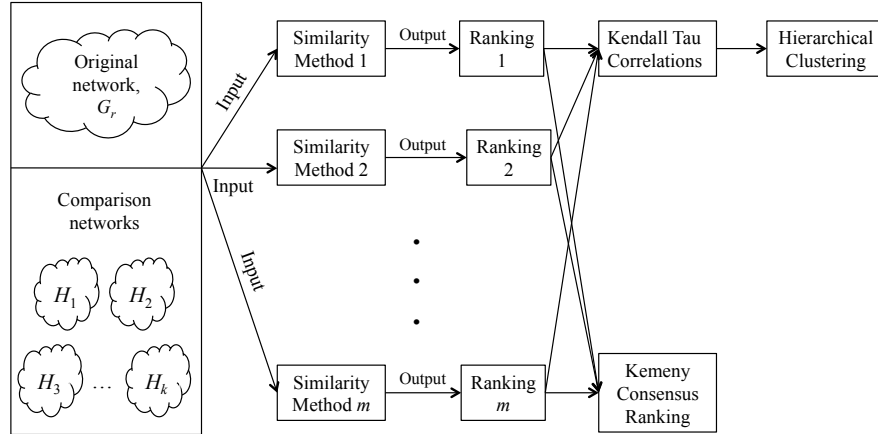 Original
network,
G_r
Comparison
networks
H_1
H_2
H_3
...
H_k
Input
Input
Input
Similarity
Method 1
Output
Ranking
1
Kendall Tau
Correlations
Hierarchical
Clustering
Similarity
Method 2
Output
Ranking
2
Similarity
Method m
Output
Ranking
m
Kemeny
Consensus
Ranking